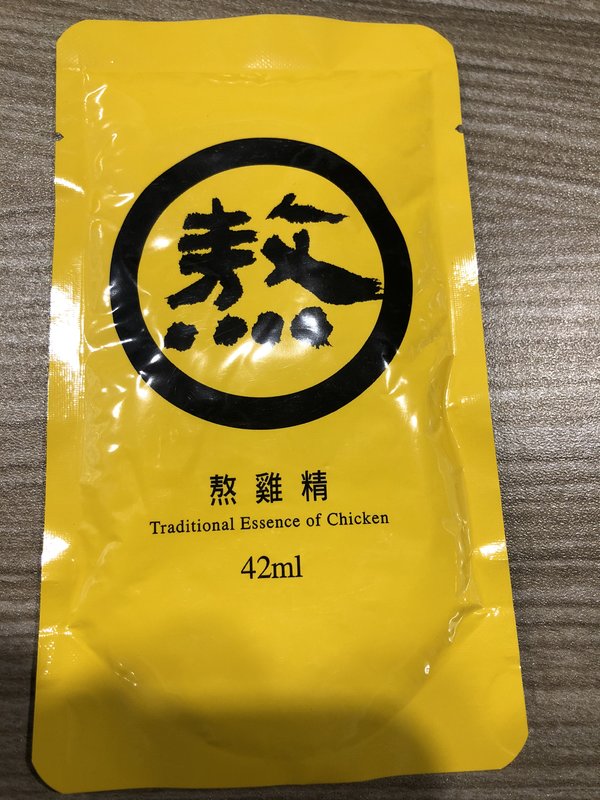 熬
熬雞精
Traditional Essence of Chicken
42ml